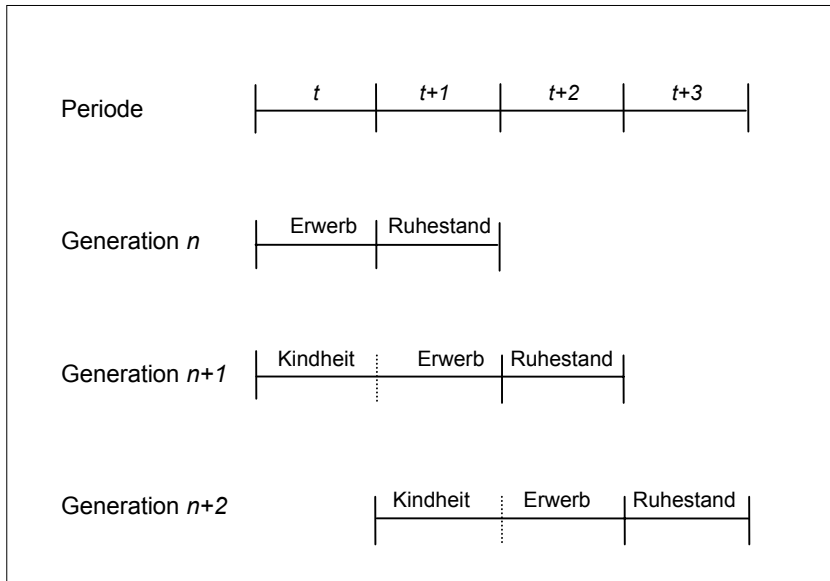 Periode t t+1 t+2 t+3
Generation n Erwerb Ruhestand
Generation n+1 Kindheit Erwerb Ruhestand
Generation n+2 Kindheit Erwerb Ruhestand